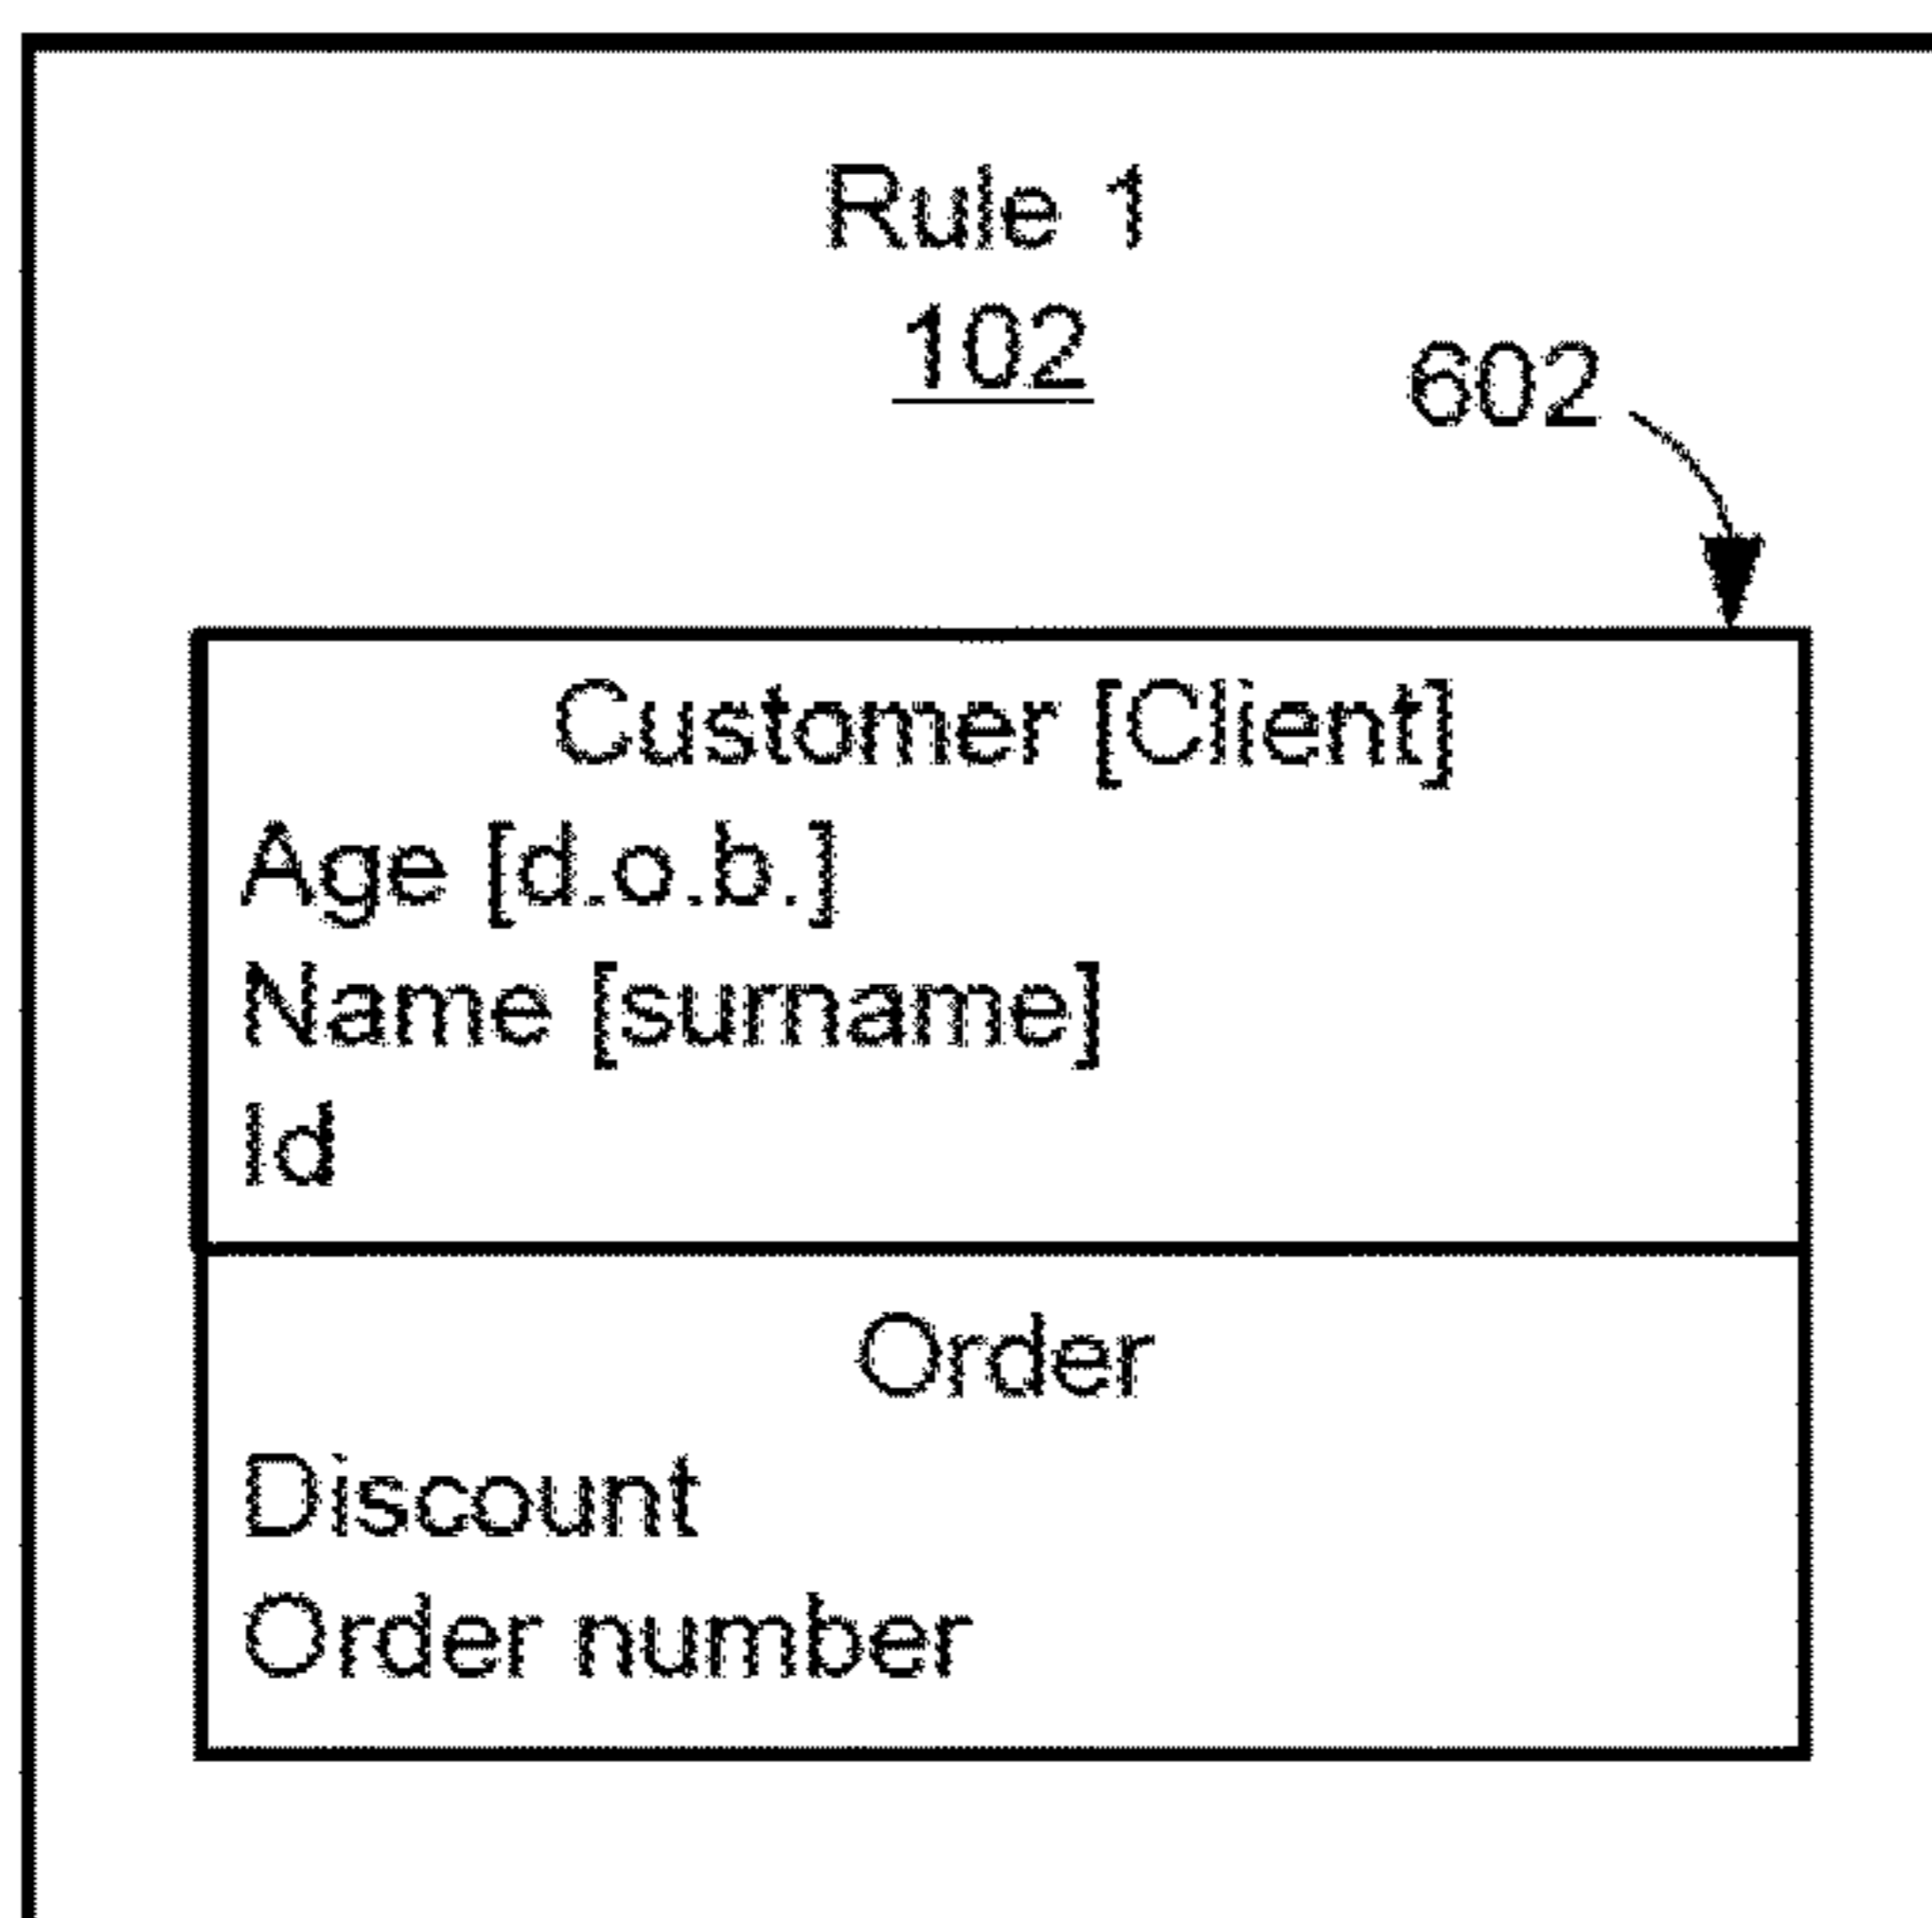 Rule 1
102
602
Customer [Client]
Age [d.o.b.]
Name [surname]
Id
Order
Discount
Order number